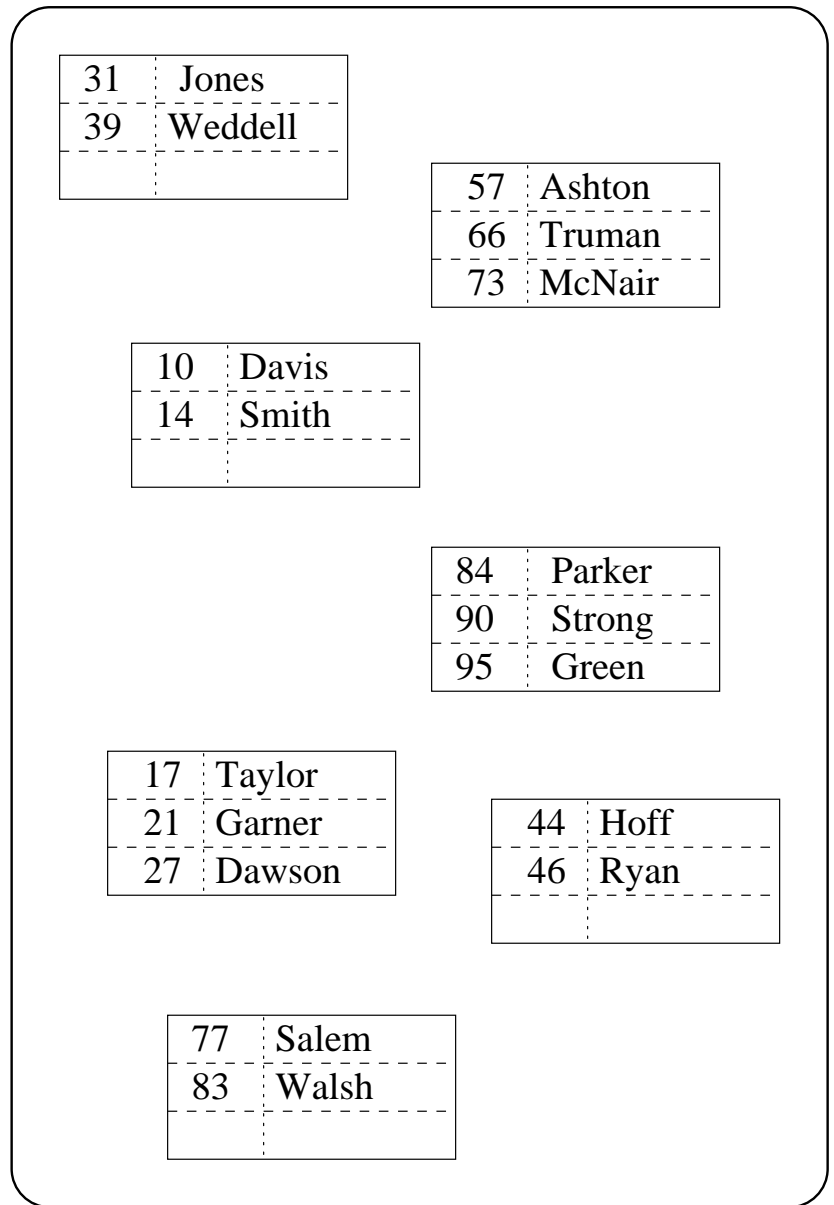 31 Jones
39 Weddell
57 Ashton
66 Truman
73 McNair
10 Davis
14 Smith
84 Parker
90 Strong
95 Green
17 Taylor
21 Garner
27 Dawson
44 Hoff
46 Ryan
77 Salem
83 Walsh